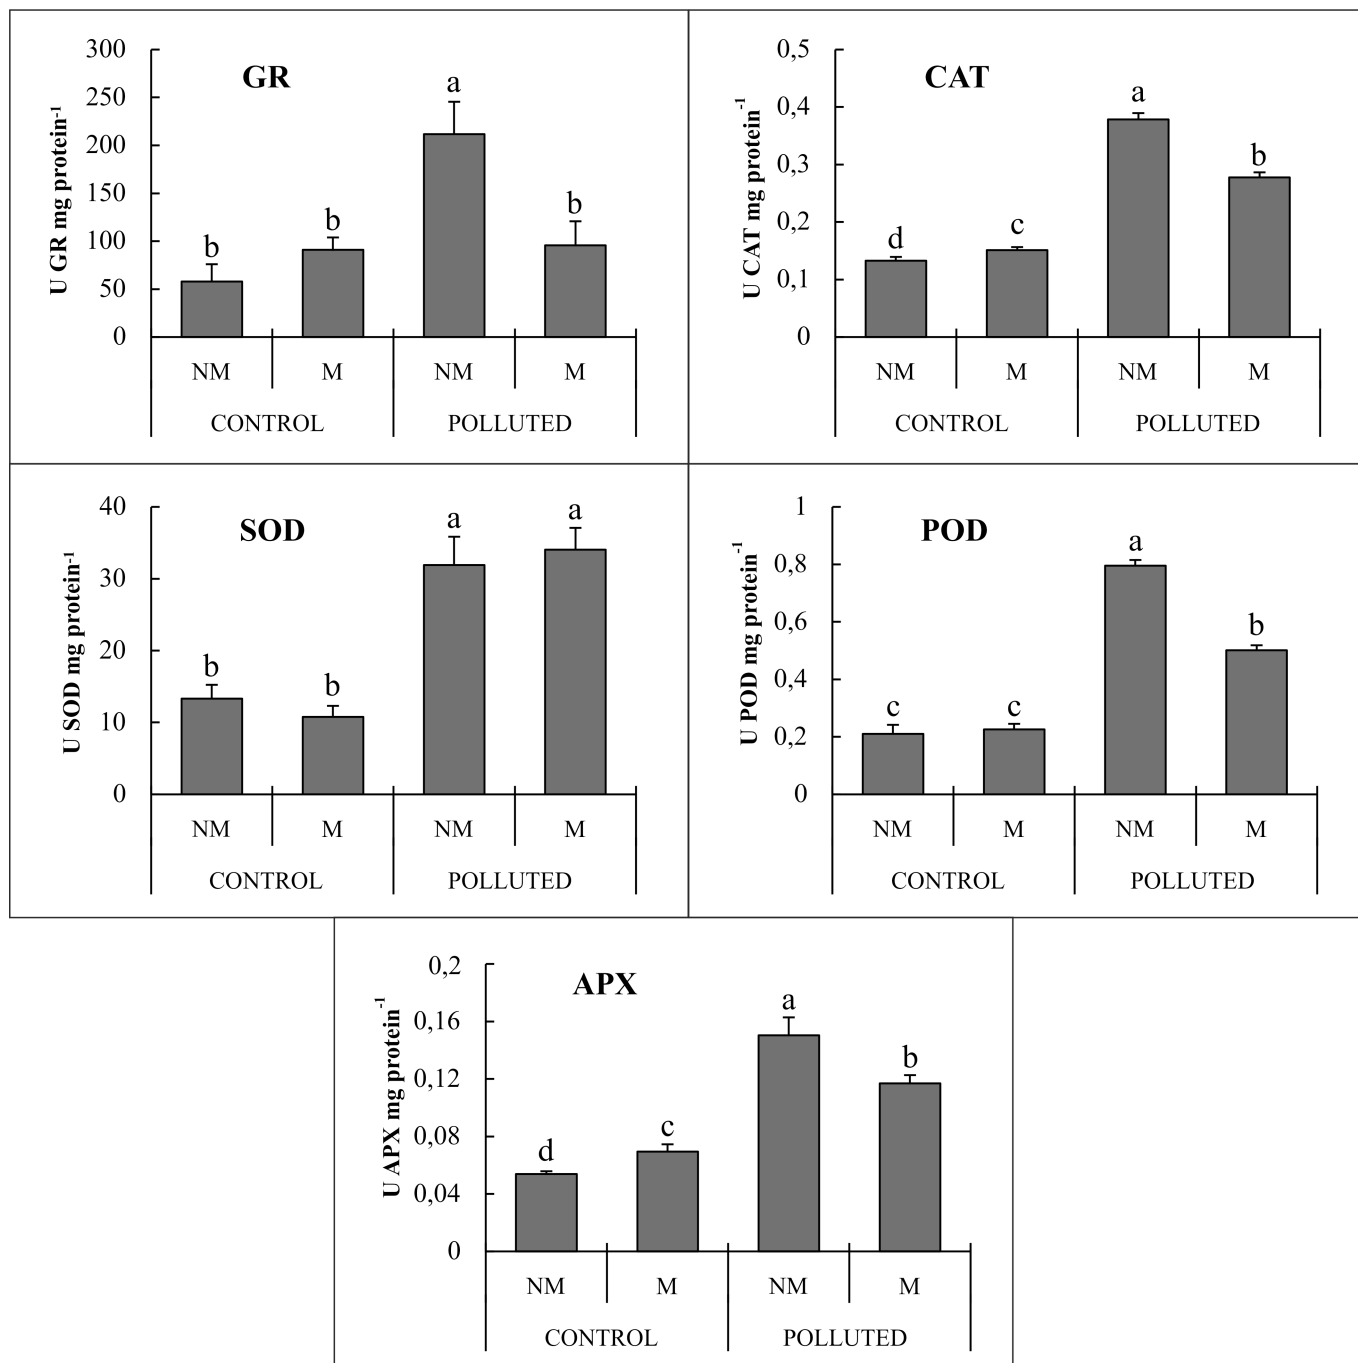 GR
U GR mg protein-1
300
250
200
150
100
50
0
b
b
a
b
NM
M
NM
M
CONTROL
POLLUTED
CAT
U CAT mg protein-1
0,5
0,4
0,3
0,2
0,1
0
d
c
a
b
NM
M
NM
M
CONTROL
POLLUTED
SOD
U SOD mg protein-1
40
30
20
10
0
b
b
a
a
NM
M
NM
M
CONTROL
POLLUTED
POD
U POD mg protein-1
1
0,8
0,6
0,4
0,2
0
c
c
a
b
NM
M
NM
M
CONTROL
POLLUTED
APX
U APX mg protein-1
0,2
0,16
0,12
0,08
0,04
0
d
c
a
b
NM
M
NM
M
CONTROL
POLLUTED